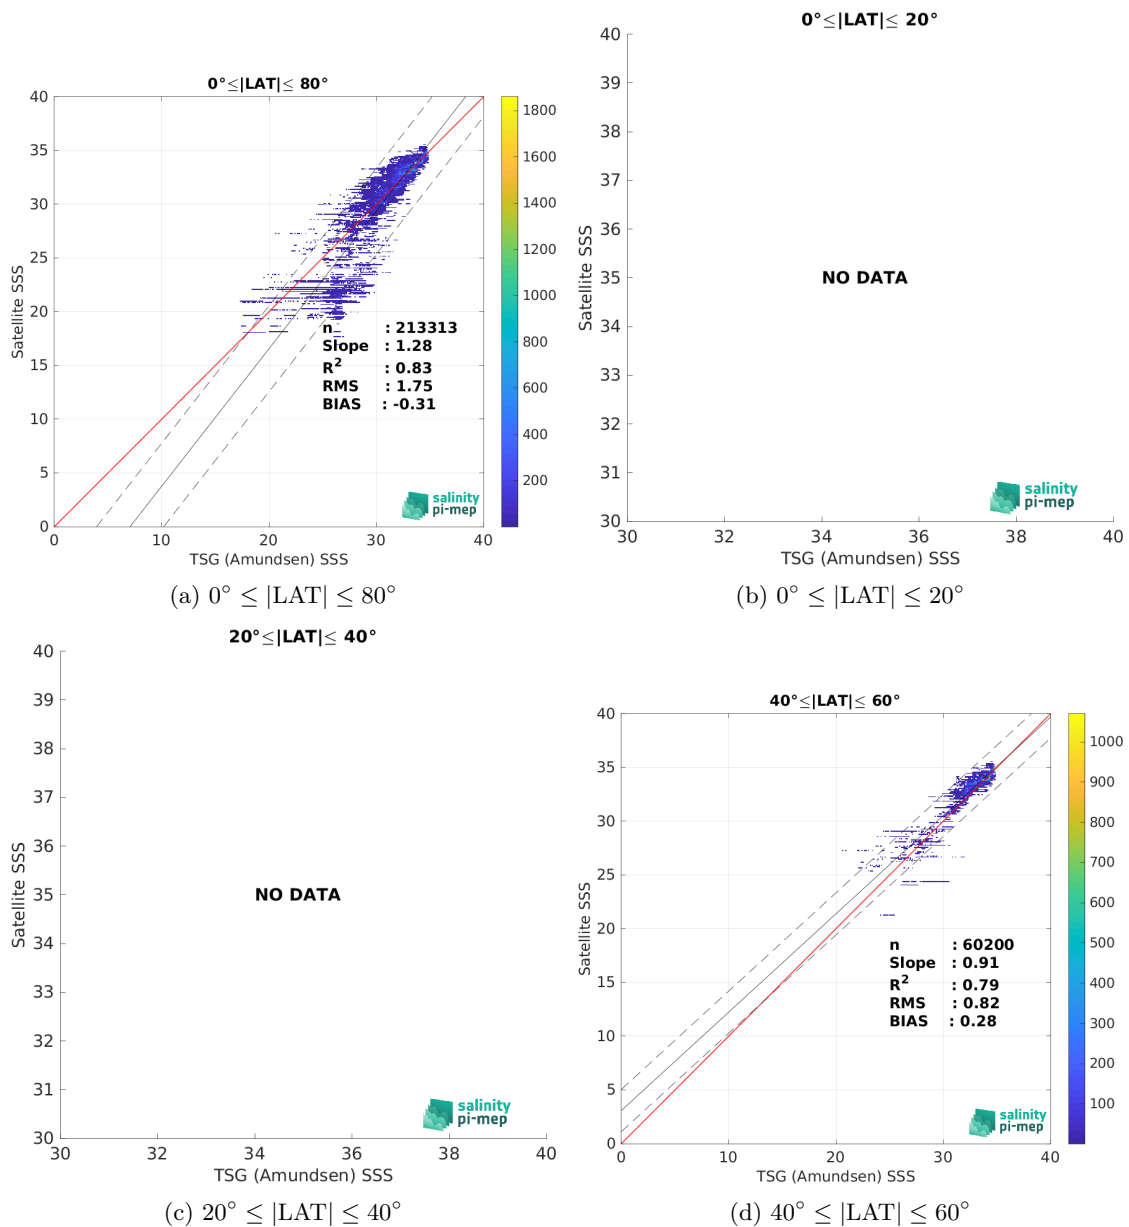 0°≤|LAT|≤ 80°
40
35
30
25
20
15
10
5
0
0
10
20
30
40
Satellite SSS
TSG (Amundsen) SSS
n : 213313
Slope : 1.28
R² : 0.83
RMS : 1.75
BIAS : -0.31
1800
1600
1400
1200
1000
800
600
400
200
salinity
pi-mep
(a) 0° ≤ |LAT| ≤ 80°
0°≤|LAT|≤ 20°
40
39
38
37
36
35
34
33
32
31
30
30
32
34
36
38
40
Satellite SSS
NO DATA
TSG (Amundsen) SSS
salinity
pi-mep
(b) 0° ≤ |LAT| ≤ 20°
20°≤|LAT|≤ 40°
40
39
38
37
36
35
34
33
32
31
30
30
32
34
36
38
40
Satellite SSS
NO DATA
TSG (Amundsen) SSS
salinity
pi-mep
(c) 20° ≤ |LAT| ≤ 40°
40°≤|LAT|≤ 60°
40
35
30
25
20
15
10
5
0
0
10
20
30
40
Satellite SSS
TSG (Amundsen) SSS
n : 60200
Slope : 0.91
R² : 0.79
RMS : 0.82
BIAS : 0.28
1000
900
800
700
600
500
400
300
200
100
salinity
pi-mep
(d) 40° ≤ |LAT| ≤ 60°